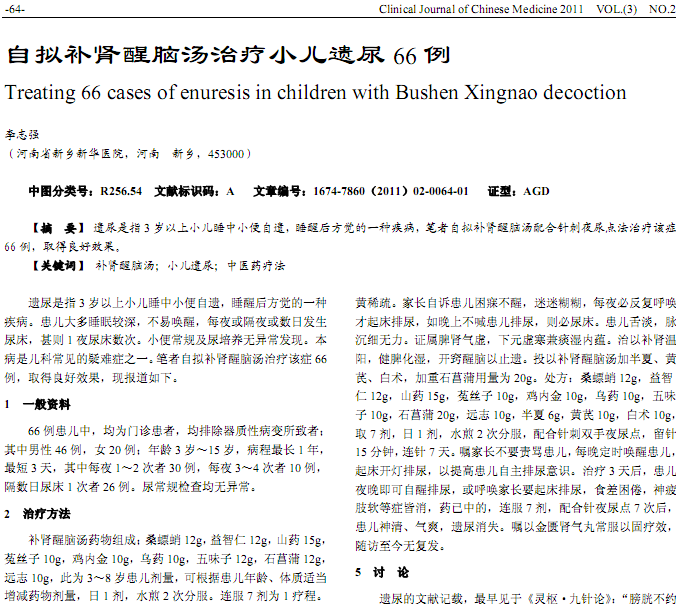 -64-
Clinical Journal of Chinese Medicine 2011 VOL.(3) NO.2
自拟补肾醒脑汤治疗小儿遗尿 66 例
Treating 66 cases of enuresis in children with Bushen Xingnao decoction
李志强
（河南省新乡新华医院，河南 新乡，453000）
中图分类号：R256.54 文献标识码：A 文章编号：1674-7860（2011）02-0064-01 证型：AGD
【摘 要】遗尿是指 3 岁以上小儿睡中小便自遗，睡醒后方觉的一种疾病，笔者自拟补肾醒脑汤配合针刺夜尿点法治疗该症
66 例，取得良好效果。
【关键词】补肾醒脑汤；小儿遗尿；中医药疗法
遗尿是指 3 岁以上小儿睡中小便自遗，睡醒后方觉的一种
疾病。患儿大多睡眠较深，不易唤醒，每夜或隔夜或数日发生
尿床，甚则 1 夜尿床数次。小便常规及尿培养无异常发现。本
病是儿科常见的疑难症之一。笔者自拟补肾醒脑汤治疗该症 66
例，取得良好效果，现报道如下。
1 一般资料
66 例患儿中，均为门诊患者，均排除器质性病变所致者；
其中男性 46 例，女 20 例；年龄 3 岁～15 岁，病程最长 1 年，
最短 3 天，其中每夜 1～2 次者 30 例，每夜 3～4 次者 10 例，
隔数日尿床 1 次者 26 例。尿常规检查均无异常。
2 治疗方法
补肾醒脑汤药物组成：桑螵蛸 12g，益智仁 12g，山药 15g，
菟丝子 10g，鸡内金 10g，乌药 10g，五味子 12g，石菖蒲 12g，
远志 10g，此为 3～8 岁患儿剂量，可根据患儿年龄、体质适当
增减药物剂量，日 1 剂，水煎 2 次分服。连服 7 剂为 1 疗程。
黄稀疏。家长自诉患儿困寐不醒，迷迷糊糊，每夜必反复呼唤
才起床排尿，如晚上不喊患儿排尿，则必尿床。患儿舌淡，脉
沉细无力。证属脾肾气虚，下元虚寒兼痰湿内蕴。治以补肾温
阳，健脾化湿，开窍醒脑以止遗。投以补肾醒脑汤加半夏、黄
芪、白术，加重石菖蒲用量为 20g。处方：桑螵蛸 12g，益智
仁 12g，山药 15g，菟丝子 10g，鸡内金 10g，乌药 10g，五味
子 10g，石菖蒲 20g，远志 10g，半夏 6g，黄芪 10g，白术 10g，
取 7 剂，日 1 剂，水煎 2 次分服，配合针刺双手夜尿点，留针
15 分钟，连针 7 天。嘱家长不要责骂患儿，每晚定时唤醒患儿，
起床开灯排尿，以提高患儿自主排尿意识。治疗 3 天后，患儿
夜晚即可自醒排尿，或呼唤家长要起床排尿，食差困倦，神疲
肢软等症皆消，药已中的，连服 7 剂，配合针夜尿点 7 次后，
患儿神清、气爽，遗尿消失。嘱以金匮肾气丸常服以固疗效，
随访至今无复发。
5 讨 论
遗尿的文献记载，最早见于《灵枢·九针论》：“膀胱不约